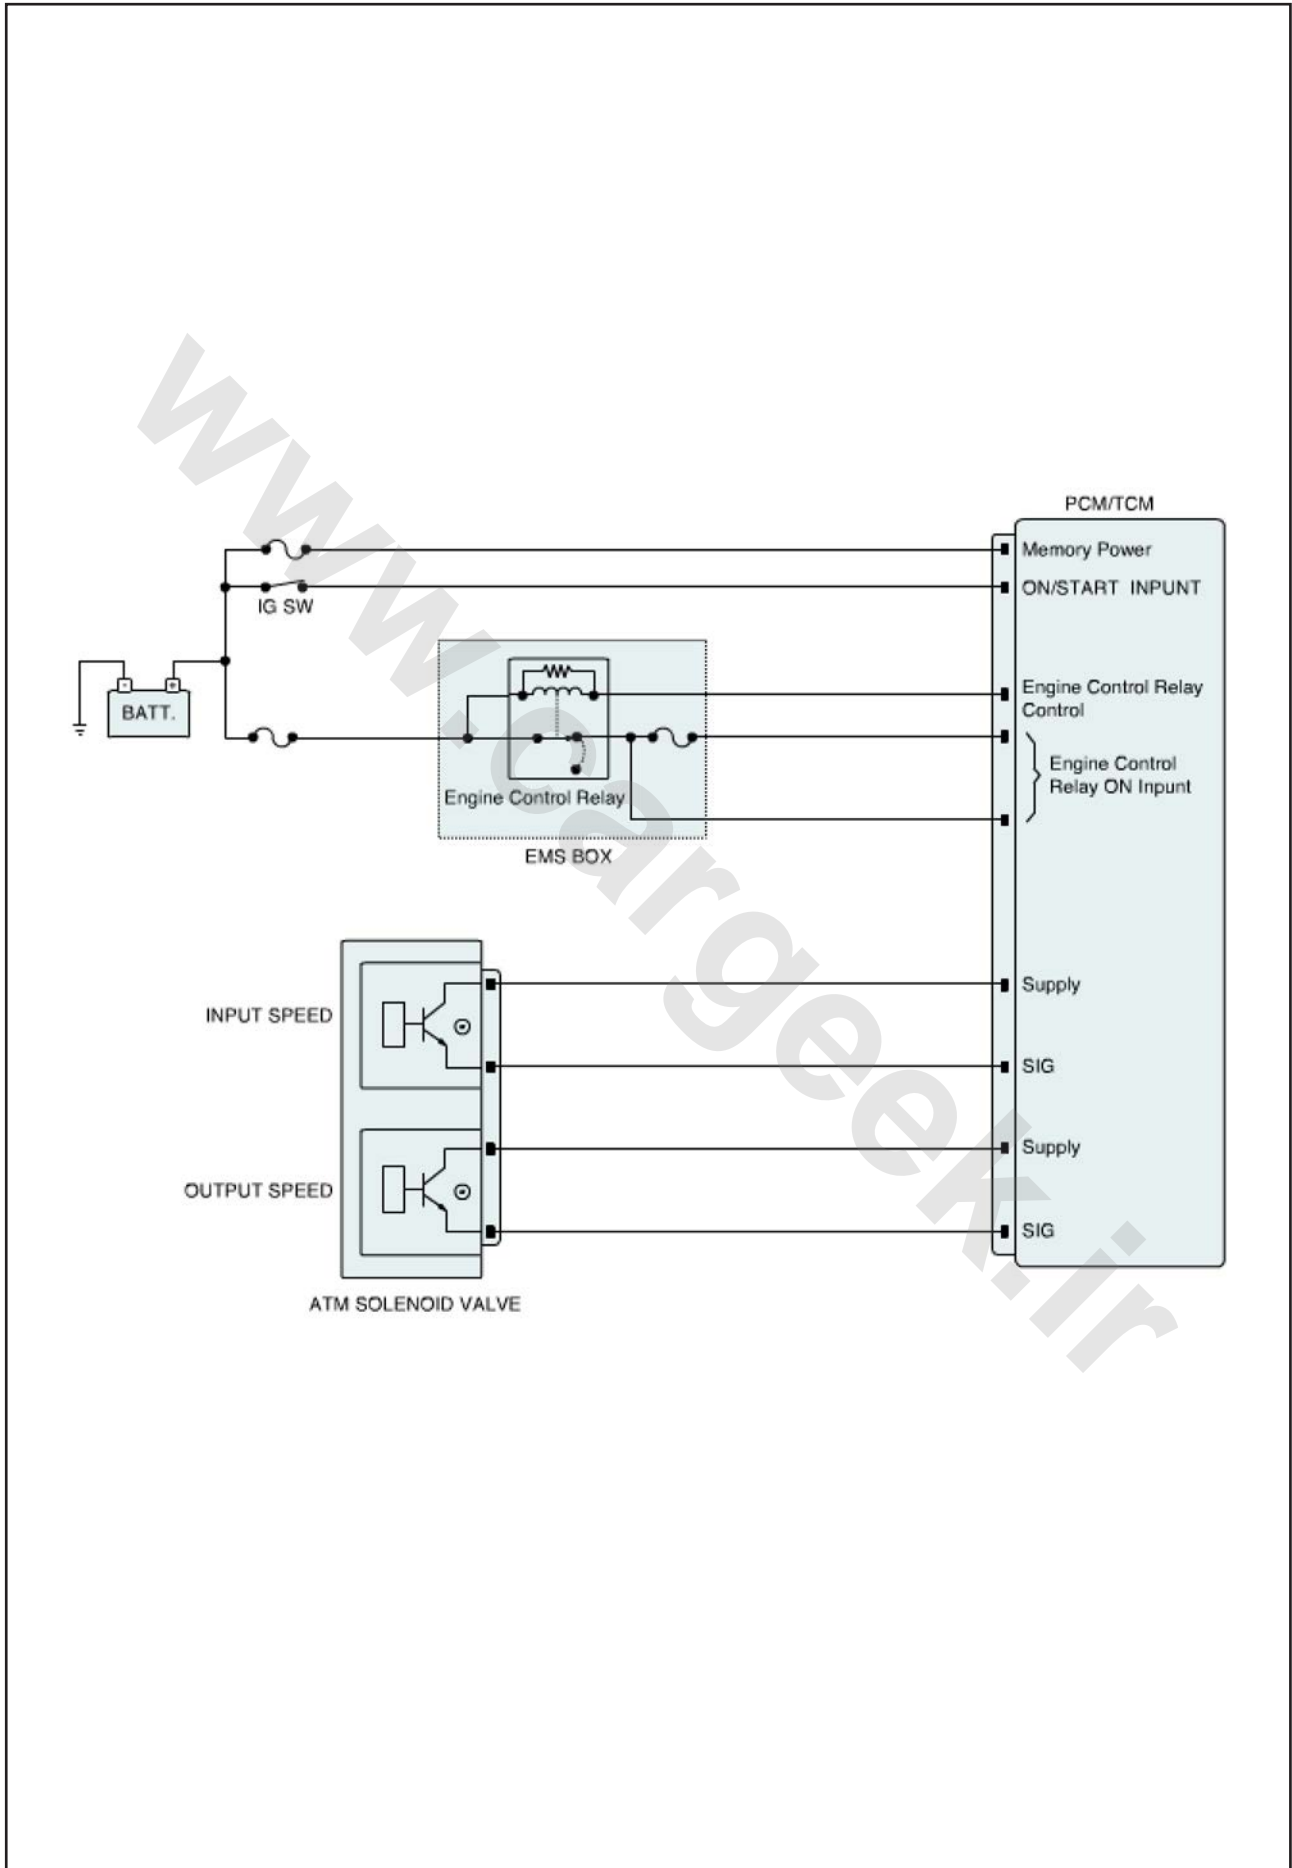 PCM/TCM
Memory Power
ON/START INPUNT
IG SW
Engine Control Relay
Control
- +
BATT.
Engine Control
Relay ON Inpunt
Engine Control Relay
EMS BOX
Supply
INPUT SPEED
SIG
Supply
OUTPUT SPEED
SIG
ATM SOLENOID VALVE
www.cargeek.ir